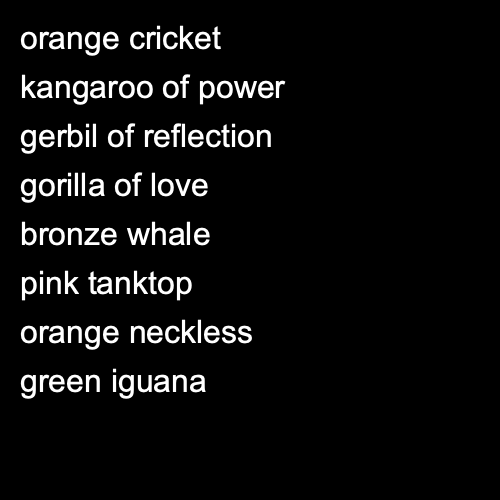 orange cricket
kangaroo of power
gerbil of reflection
gorilla of love
bronze whale
pink tanktop
orange neckless
green iguana